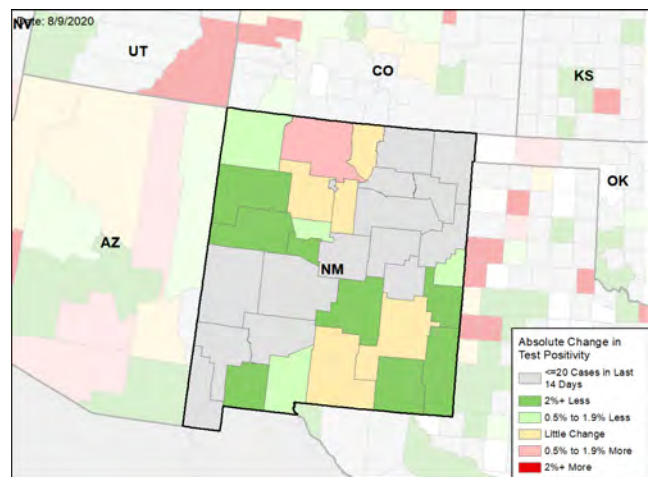 Date: 8/9/2020
NV
UT
CO
KS
OK
AZ
NM
Absolute Change in
Test Positivity
<=20 Cases in Last
14 Days
2%+ Less
0.5% to 1.9% Less
Little Change
0.5% to 1.9% More
2%+ More